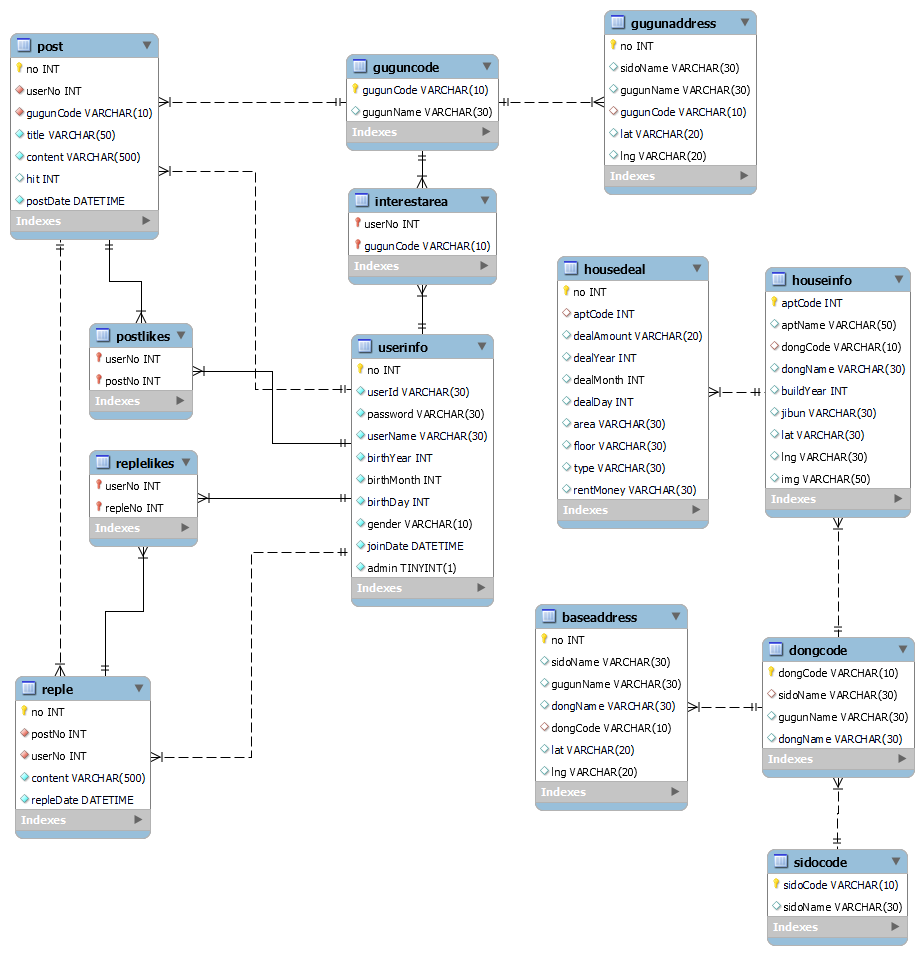 post
no INT
userNo INT
gugunCode VARCHAR(10)
title VARCHAR(50)
content VARCHAR(500)
hit INT
postDate DATETIME
Indexes
guguncode
gugunCode VARCHAR(10)
gugunName VARCHAR(30)
Indexes
gugunaddress
no INT
sidoName VARCHAR(30)
gugunName VARCHAR(30)
gugunCode VARCHAR(10)
lat VARCHAR(20)
lng VARCHAR(20)
Indexes
interestarea
userNo INT
gugunCode VARCHAR(10)
Indexes
postlikes
userNo INT
postNo INT
Indexes
userinfo
no INT
userId VARCHAR(30)
password VARCHAR(30)
userName VARCHAR(30)
birthYear INT
birthMonth INT
birthDay INT
gender VARCHAR(10)
joinDate DATETIME
admin TINYINT(1)
Indexes
housedeal
no INT
aptCode INT
dealAmount VARCHAR(20)
dealYear INT
dealMonth INT
dealDay INT
area VARCHAR(30)
floor VARCHAR(30)
type VARCHAR(30)
rentMoney VARCHAR(30)
Indexes
houseinfo
aptCode INT
aptName VARCHAR(50)
dongCode VARCHAR(10)
dongName VARCHAR(30)
buildYear INT
jibun VARCHAR(30)
lat VARCHAR(30)
lng VARCHAR(30)
img VARCHAR(50)
Indexes
replelikes
userNo INT
repleNo INT
Indexes
reple
no INT
postNo INT
userNo INT
content VARCHAR(500)
repleDate DATETIME
Indexes
baseaddress
no INT
sidoName VARCHAR(30)
gugunName VARCHAR(30)
dongName VARCHAR(30)
dongCode VARCHAR(10)
lat VARCHAR(20)
lng VARCHAR(20)
Indexes
dongcode
dongCode VARCHAR(10)
sidoName VARCHAR(30)
gugunName VARCHAR(30)
dongName VARCHAR(30)
Indexes
sidocode
sidoCode VARCHAR(10)
sidoName VARCHAR(30)
Indexes